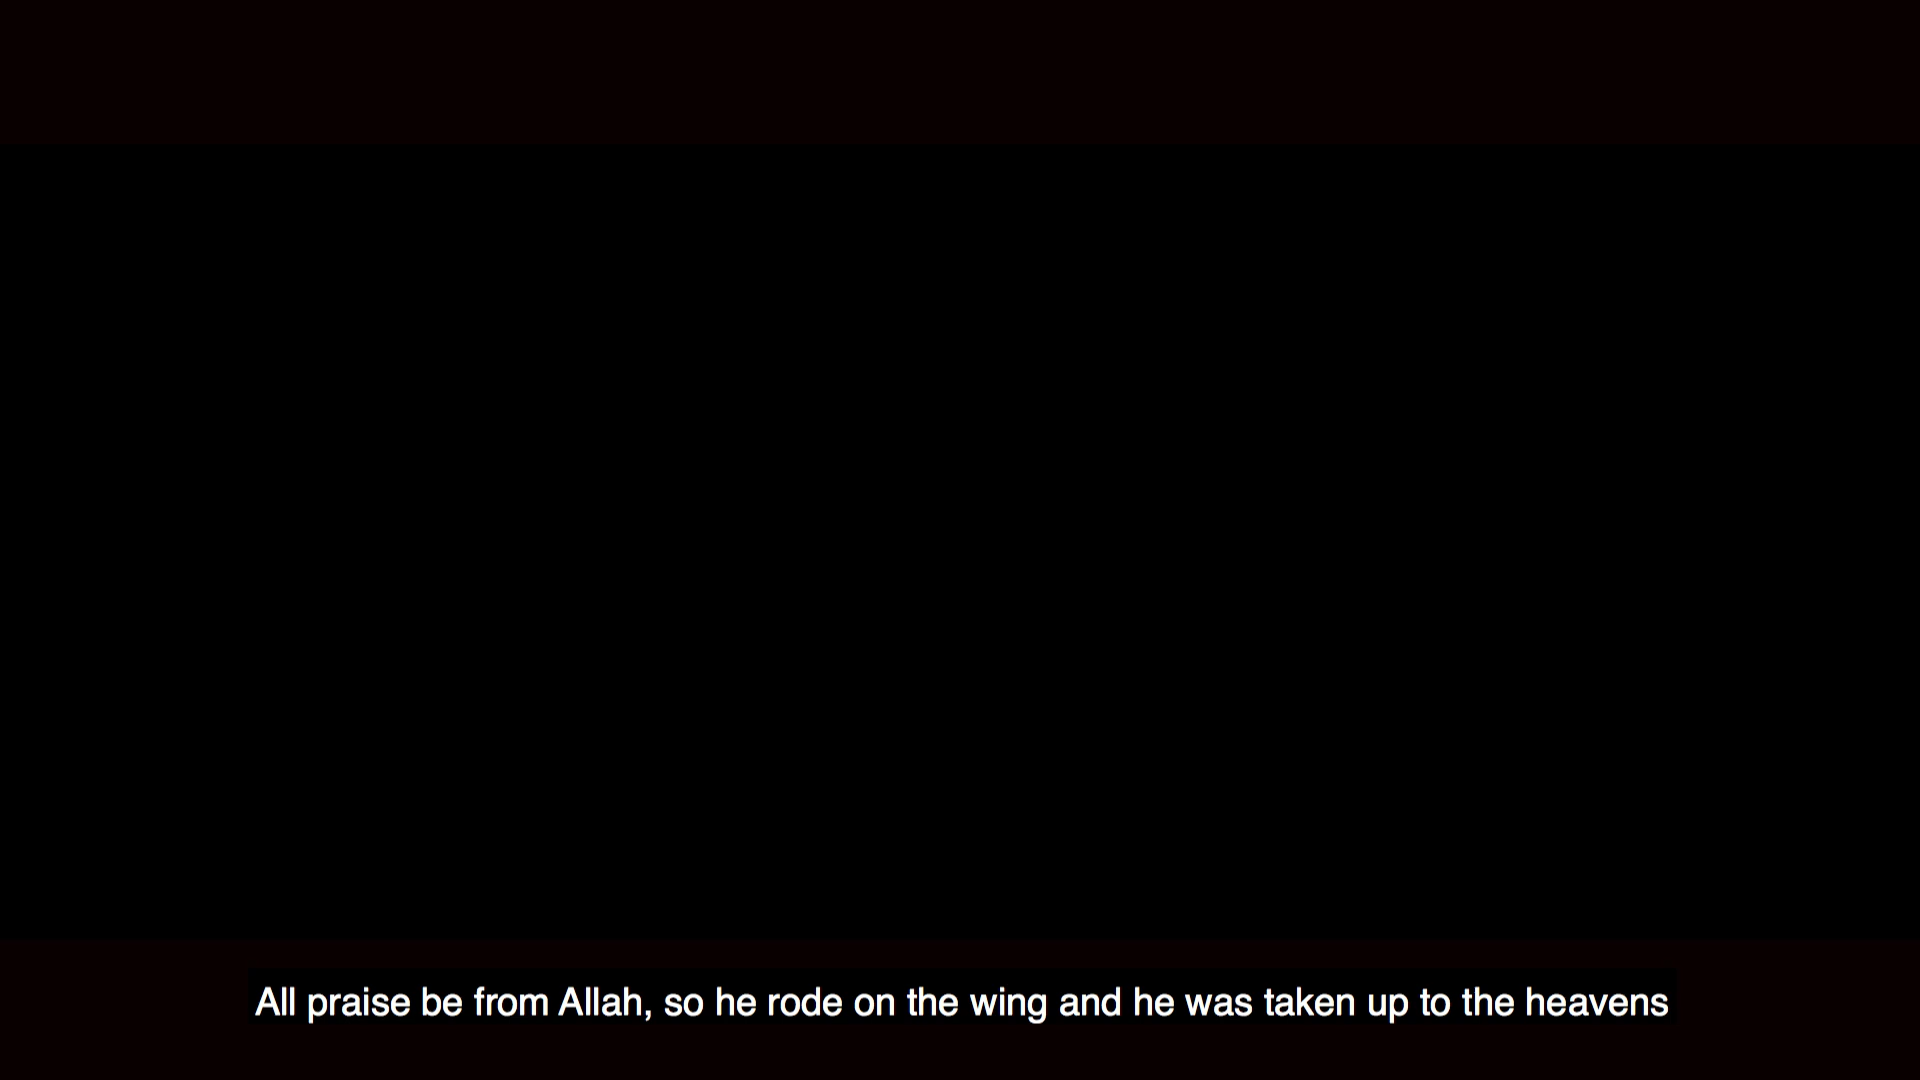 All praise be from Allah, so he rode on the wing and he was taken up to the heavens